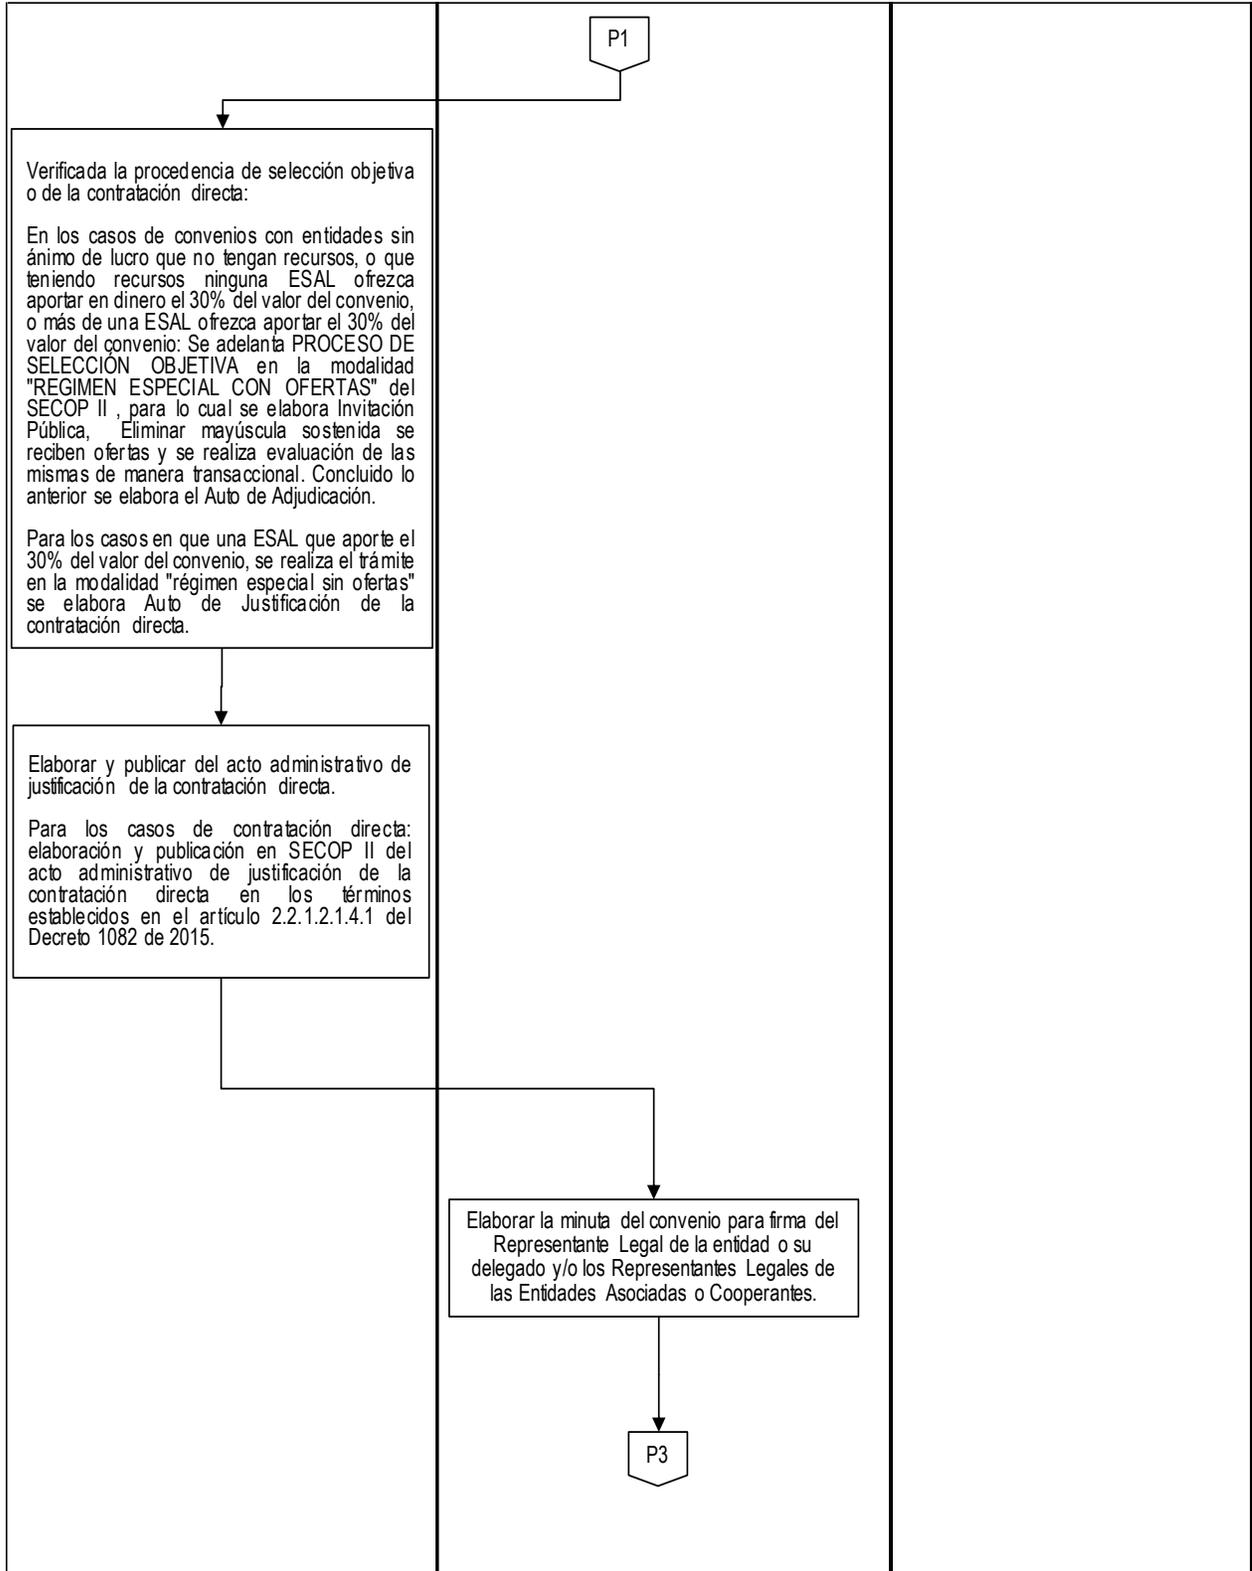 P1
Verificada la procedencia de selección objetiva
o de la contratación directa:
En los casos de convenios con entidades sin
ánimo de lucro que no tengan recursos, o que
teniendo recursos ninguna ESAL ofrezca
aportar en dinero el 30% del valor del convenio,
o más de una ESAL ofrezca aportar el 30% del
valor del convenio: Se adelanta PROCESO DE
SELECCIÓN OBJETIVA en la modalidad
"REGIMEN ESPECIAL CON OFERTAS" del
SECOP II , para lo cual se elabora Invitación
Pública, Eliminar mayúscula sostenida se
reciben ofertas y se realiza evaluación de las
mismas de manera transaccional. Concluido lo
anterior se elabora el Auto de Adjudicación.
Para los casos en que una ESAL que aporte el
30% del valor del convenio, se realiza el trámite
en la modalidad "régimen especial sin ofertas"
se elabora Auto de Justificación de la
contratación directa.
Elaborar y publicar del acto administrativo de
justificación de la contratación directa.
Para los casos de contratación directa:
elaboración y publicación en SECOP II del
acto administrativo de justificación de la
contratación directa en los términos
establecidos en el artículo 2.2.1.2.1.4.1 del
Decreto 1082 de 2015.
Elaborar la minuta del convenio para firma del
Representante Legal de la entidad o su
delegado y/o los Representantes Legales de
las Entidades Asociadas o Cooperantes.
P3